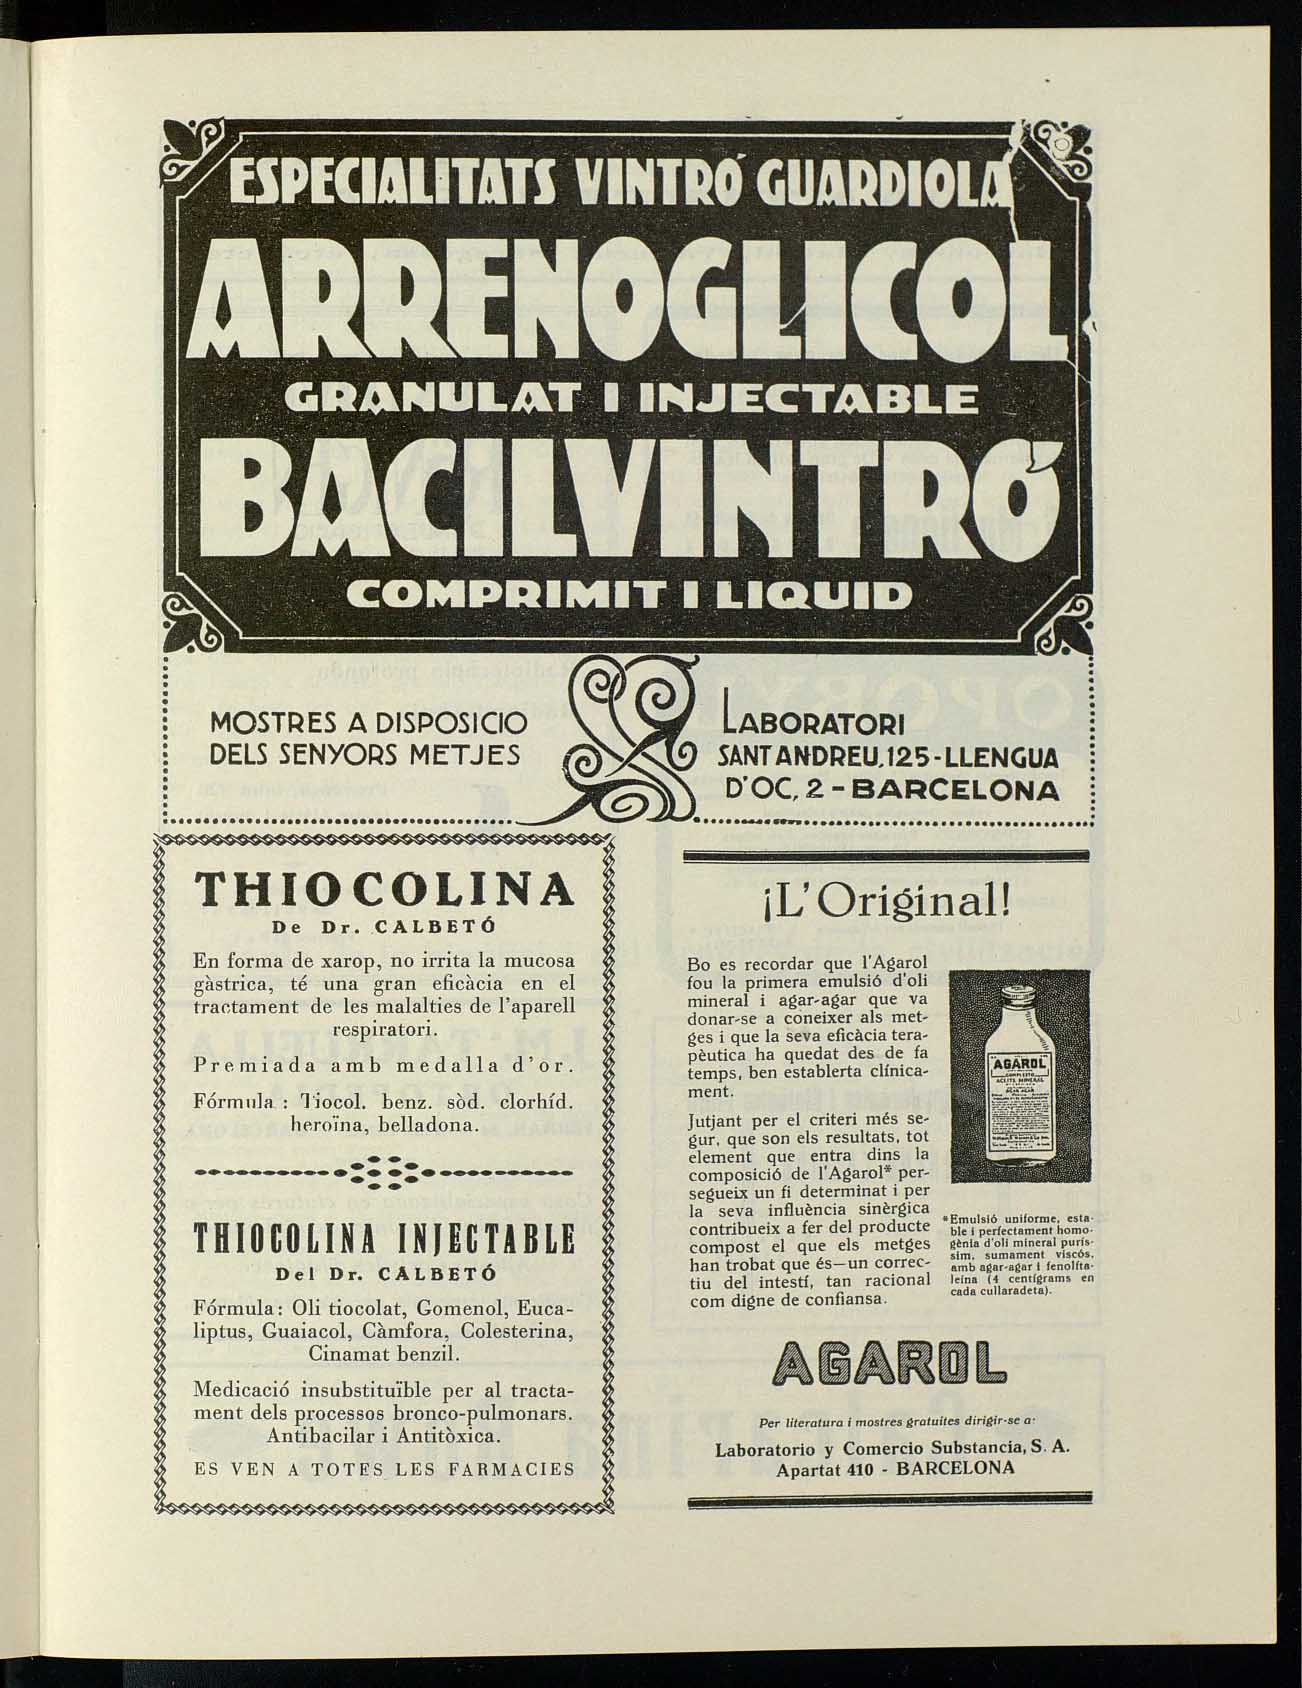 ESPECIALITATS VINTRÓ GUARDIOLA
ARRENOGLICOL
GRANULAT I INJECTABLE
BACILVINTRÓ
COMPRIMIT I LIQUID
MOSTRES A DISPOSICIO
DELS SENYORS METJES
LABORATORI
SANT ANDREU, 125-LLENGUA
D'OC, 2 - BARCELONA
THIOCOLINA
De Dr. CALBETÓ
En forma de xarop, no irrita la mucosa
gàstrica, té una gran eficàcia en el
tractament de les malalties de l'aparell
respiratori.
Premiada amb medalla d'or.
Fórmula: Tiocol. benz. sòd. clorhíd.
heroïna, belladona.
THIOCOLINA INJECTABLE
Del Dr. CALBETÓ
Fórmula: Oli tiocolat, Gomenol, Euca-
liptus, Guaiacol, Càmfora, Colesterina,
Cinamat benzil.
Medicació insubstituïble per al tracta-
ment dels processos bronco-pulmonars.
Antibacilar i Antitòxica.
ES VEN A TOTES LES FARMACIES
¡L'Original!
Bo es recordar que l'Agarol
fou la primera emulsió d'oli
mineral i agar-agar que va
donar-se a conèixer als met-
ges i que la seva eficàcia tera-
pèutica ha quedat des de fa
temps, ben establerta clínica-
ment.
Jutjant per el criteri més se-
gur, que son els resultats, tot
element que entra dins la
composició de l'Agarol* per-
segueix un fi determinat i per
la seva influència sinèrgica
contribueix a fer del producte
compost el que els metges
han trobat que és—un correc-
tiu del intestí, tan racional
com digne de confiansa.
AGAROL
ACEITE MINERAL
AGAR AGAR
*Emulsió uniforme, esta-
ble i perfectament homo-
gènia d'oli mineral purís-
sim, sumament viscós,
amb agar-agar i fenolfta-
leína (4 centígrams en
cada cullaradeta).
AGAROL
Per literatura i mostres gratuites dirigir-se a:
Laboratorio y Comercio Substancia, S. A.
Apartat 410 - BARCELONA